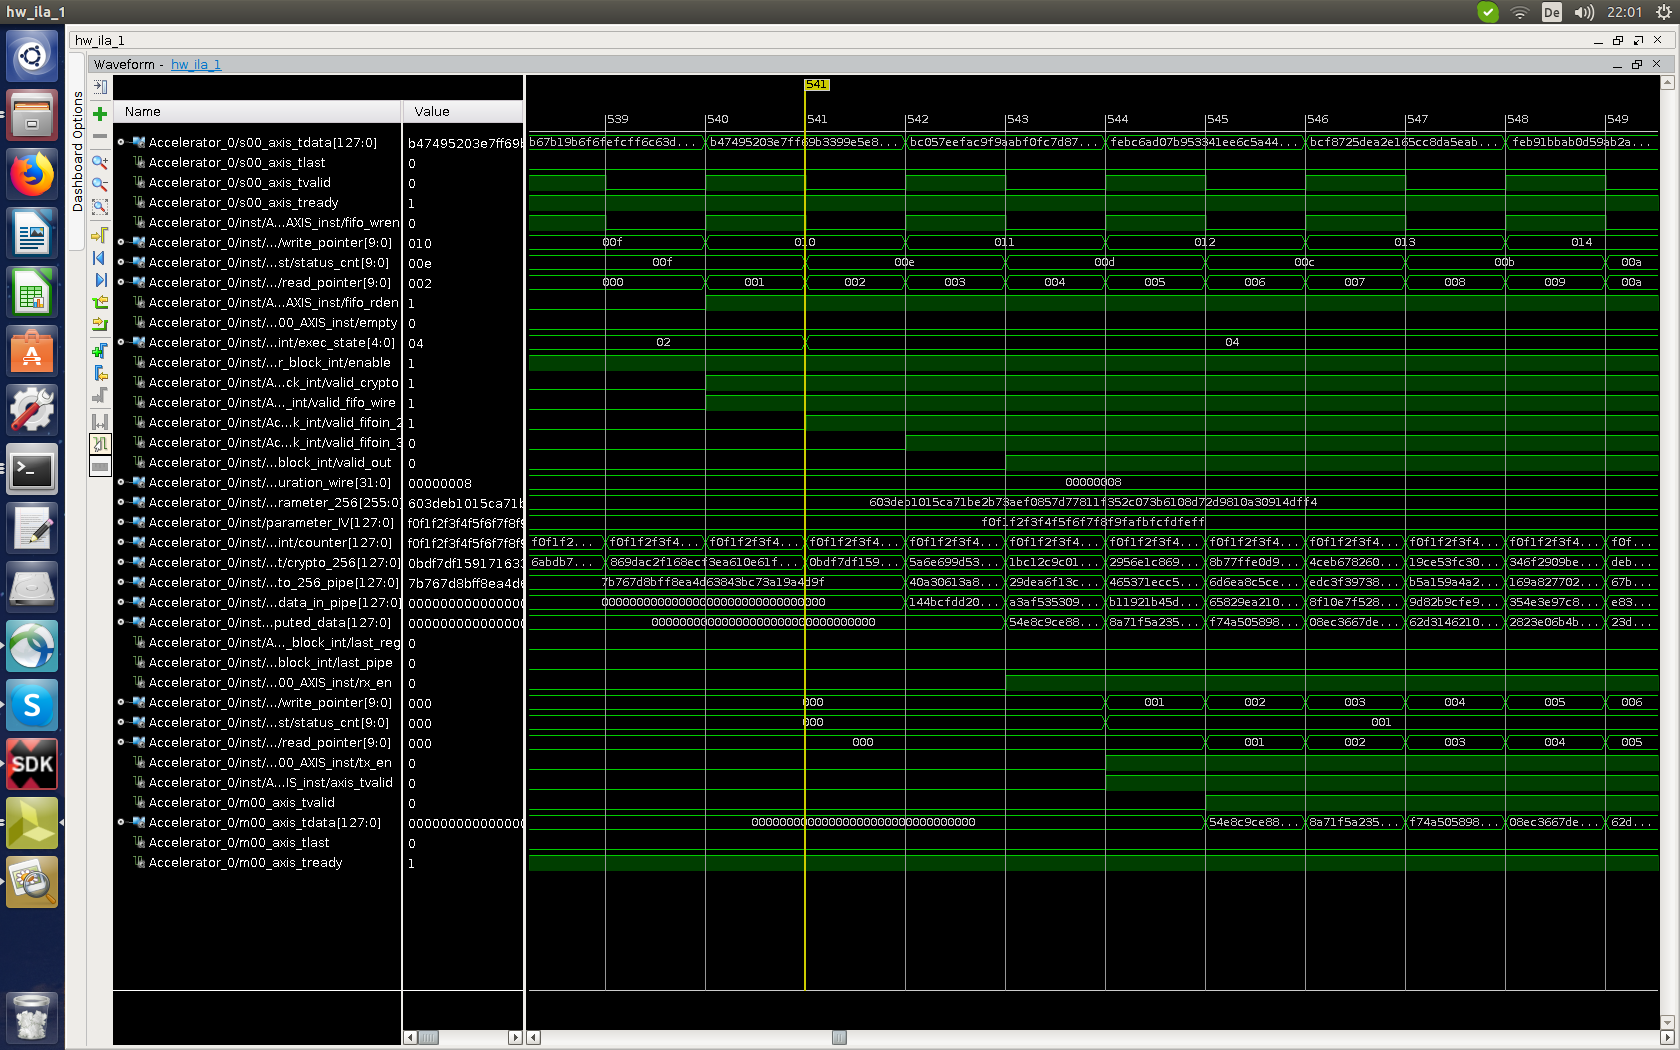 hw_ila_1
De 22:01
hw_ila_1
Waveform - hw_ila_1
Dashboard Options
541
Name Value
539 540 541 542 543 544 545 546 547 548 549
Accelerator_0/s00_axis_tdata[127:0] b47495203e7ff69b b67b19b6f6fefcff6c63d... b47495203e7ff69b3399e5e8... bc057eefac9f9aabf0fc7d87... febc6ad07b953341ee6c5a44... bcf8725dea2e165cc8da5eab... feb91bbab0d59ab2a...
Accelerator_0/s00_axis_tlast 0
Accelerator_0/s00_axis_tvalid 0
Accelerator_0/s00_axis_tready 1
Accelerator_0/inst/A...AXIS_inst/fifo_wren 0
Accelerator_0/inst/.../write_pointer[9:0] 010 00f 010 011 012 013 014
Accelerator_0/inst/...st/status_cnt[9:0] 00e 00f 00e 00d 00c 00b 00a
Accelerator_0/inst/.../read_pointer[9:0] 002 000 001 002 003 004 005 006 007 008 009 00a
Accelerator_0/inst/A...AXIS_inst/fifo_rden 1
Accelerator_0/inst/...00_AXIS_inst/empty 0
Accelerator_0/inst/...int/exec_state[4:0] 04 02 04
Accelerator_0/inst/...r_block_int/enable 1
Accelerator_0/inst/A...ck_int/valid_crypto 1
Accelerator_0/inst/A..._int/valid_fifo_wire 1
Accelerator_0/inst/Ac...k_int/valid_fifoin_2 1
Accelerator_0/inst/Ac...k_int/valid_fifoin_3 0
Accelerator_0/inst/...block_int/valid_out 0
Accelerator_0/inst/...uration_wire[31:0] 00000008 00000008
Accelerator_0/inst/...rameter_256[255:0] 603deb1015ca71b 603deb1015ca71be2b73aef0857d77811f352c073b6108d72d9810a30914dff4
Accelerator_0/inst/parameter_IV[127:0] f0f1f2f3f4f5f6f7f8f9 f0f1f2f3f4f5f6f7f8f9fafbfcfdfeff
Accelerator_0/inst/...int/counter[127:0] f0f1f2f3f4f5f6f7f8f9 f0f1f2... f0f1f2f3f4... f0f1f2f3f4... f0f1f2f3f4... f0f1f2f3f4... f0f1f2f3f4... f0f1f2f3f4... f0f1f2f3f4... f0f1f2f3f4... f0f1f2f3f4... f0f1f2f3f4... f0f...
Accelerator_0/inst/...t/crypto_256[127:0] 0bdf7df159171633 6abdb7... 869dac2f168ecf3ea610e61f... 0bdf7df159... 5a6e699d53... 1bc12c9c01... 2956e1c869... 8b77ffe0d9... 4ceb678260... 19ce53fc30... 346f2909be... deb...
Accelerator_0/inst/...to_256_pipe[127:0] 7b767d8bff8ea4d6 7b767d8bff8ea4d63843bc73a19a4d9f 40a30613a8... 29dea6f13c... 465371ecc5... 6d6ea8c5ce... edc3f39738... b5a159a4a2... 169a827702... 67b...
Accelerator_0/inst/...data_in_pipe[127:0] 0000000000000000 00000000000000000000000000000000 144bcfdd20... a3af535309... b11921b45d... 65829ea210... 8f10e7f528... 9d82b9cfe9... 354e3e97c8... e83...
Accelerator_0/inst/...puted_data[127:0] 0000000000000000 00000000000000000000000000000000 54e8c9ce88... 8a71f5a235... f74a505898... 08ec3667de... 62d3146210... 2823e06b4b... 23d...
Accelerator_0/inst/A..._block_int/last_reg 0
Accelerator_0/inst/...block_int/last_pipe 0
Accelerator_0/inst/...00_AXIS_inst/rx_en 0
Accelerator_0/inst/.../write_pointer[9:0] 000 000 001 002 003 004 005 006
Accelerator_0/inst/...st/status_cnt[9:0] 000 000 001
Accelerator_0/inst/.../read_pointer[9:0] 000 000 001 002 003 004 005
Accelerator_0/inst/...00_AXIS_inst/tx_en 0
Accelerator_0/inst/A...IS_inst/axis_tvalid 0
Accelerator_0/m00_axis_tvalid 0
Accelerator_0/m00_axis_tdata[127:0] 0000000000000000 00000000000000000000000000000000 54e8c9ce88... 8a71f5a235... f74a505898... 08ec3667de... 62d...
Accelerator_0/m00_axis_tlast 0
Accelerator_0/m00_axis_tready 1
SDK